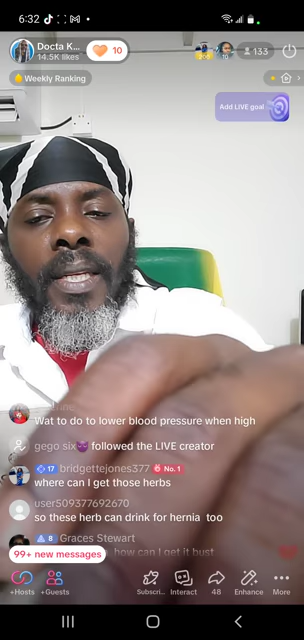 6:32
Docta K...
14.5K likes
10
133
Weekly Ranking
Add LIVE goal
Wat to do to lower blood pressure when high
gego six😈 followed the LIVE creator
17 bridgettejones377 No. 1
where can I get those herbs
user509377692670
so these herb can drink for hernia too
8 Graces Stewart
how can I get it bust
99+ new messages
+Hosts
+Guests
Subscri...
Interact
48
Enhance
More